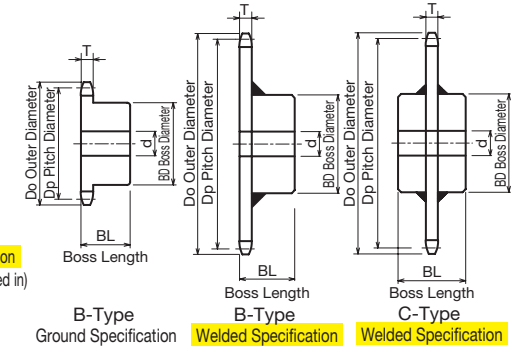 T
Do Outer Diameter
Dp Pitch Diameter
d
BD Boss Diameter
BL
Boss Length
B-Type
Ground Specification
T
Do Outer Diameter
Dp Pitch Diameter
d
BD Boss Diameter
BL
Boss Length
B-Type
Welded Specification
T
Do Outer Diameter
Dp Pitch Diameter
d
BD Boss Diameter
BL
Boss Length
C-Type
Welded Specification
on
ed in)